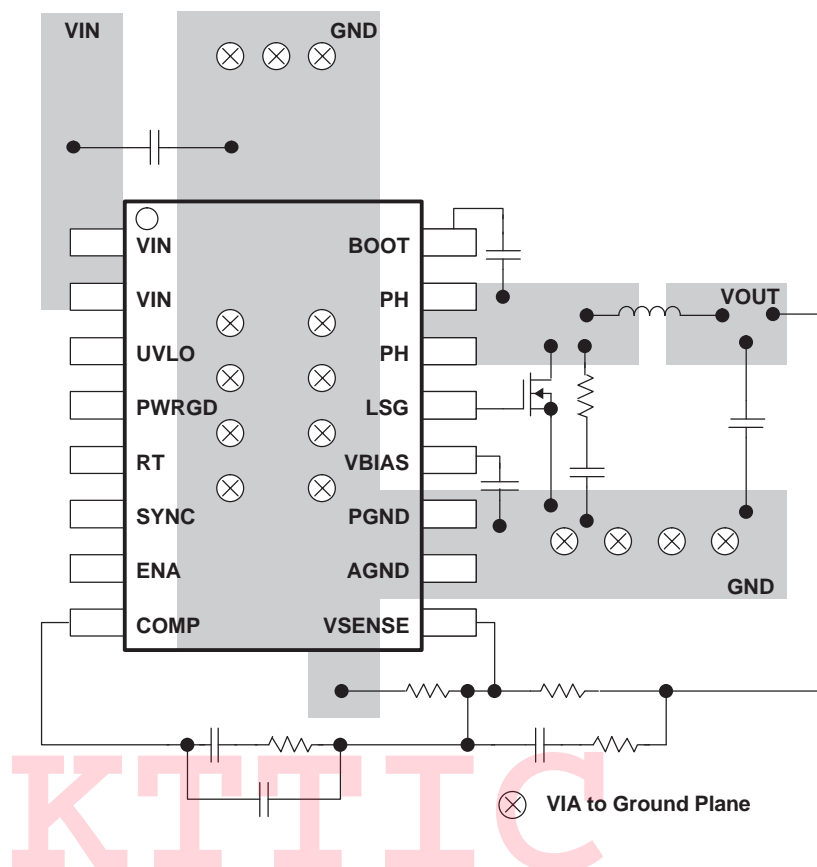 VIN GND
VIN BOOT
VIN PH
VOUT
UVLO PH
PWRGD LSG
RT VBIAS
SYNC PGND
ENA AGND
GND
COMP VSENSE
VIA to Ground Plane
KTTIC